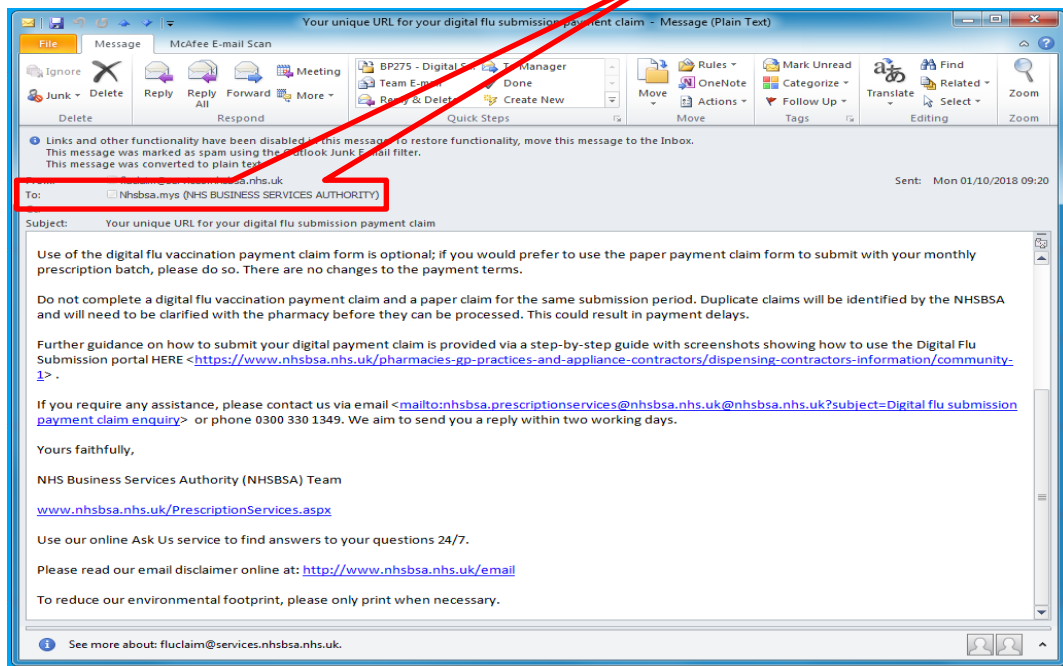 Your unique URL for your digital flu submission payment claim - Message (Plain Text)
File Message McAfee E-mail Scan
Ignore
Junk Delete
Delete
Reply Reply All Forward
Meeting
More
Respond
BP275 - Digital To Manager
Team E-mail Done
Reply & Delete Create New
Quick Steps
Move
Rules
OneNote
Actions
Move
Mark Unread
Categorize
Follow Up
Tags
Translate
Find
Related
Select
Editing
Zoom
Zoom
Links and other functionality have been disabled in this message. To restore functionality, move this message to the Inbox.
This message was marked as spam using the Outlook Junk E-mail filter.
This message was converted to plain text.
nhs.uk Sent: Mon 01/10/2018 09:20
To: Nhsbsa.mys (NHS BUSINESS SERVICES AUTHORITY)
Subject: Your unique URL for your digital flu submission payment claim
Use of the digital flu vaccination payment claim form is optional; if you would prefer to use the paper payment claim form to submit with your monthly
prescription batch, please do so. There are no changes to the payment terms.
Do not complete a digital flu vaccination payment claim and a paper claim for the same submission period. Duplicate claims will be identified by the NHSBSA
and will need to be clarified with the pharmacy before they can be processed. This could result in payment delays.
Further guidance on how to submit your digital payment claim is provided via a step-by-step guide with screenshots showing how to use the Digital Flu
Submission portal HERE <https://www.nhsbsa.nhs.uk/pharmacies-gp-practices-and-appliance-contractors/dispensing-contractors-information/community-
1> .
If you require any assistance, please contact us via email <mailto:nhsbsa.prescriptionservices@nhsbsa.nhs.uk@nhsbsa.nhs.uk?subject=Digital flu submission
payment claim enquiry> or phone 0300 330 1349. We aim to send you a reply within two working days.
Yours faithfully,
NHS Business Services Authority (NHSBSA) Team
www.nhsbsa.nhs.uk/PrescriptionServices.aspx
Use our online Ask Us service to find answers to your questions 24/7.
Please read our email disclaimer online at: http://www.nhsbsa.nhs.uk/email
To reduce our environmental footprint, please only print when necessary.
See more about: fluclaim@services.nhsbsa.nhs.uk.